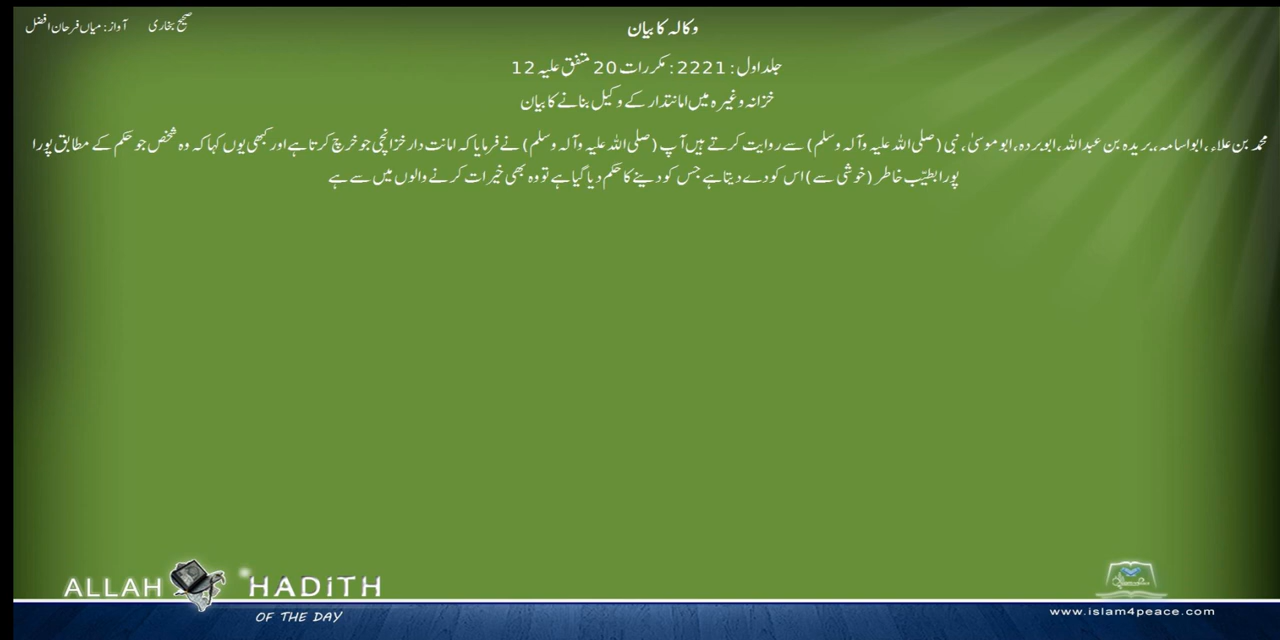 صحیح بخاری
آواز: میاں فرحان افضل
وکالہ کا بیان
جلد اول : 2221 : مکررات 20 متفق علیہ 12
خزانہ وغیرہ میں امانتدار کے وکیل بنانے کا بیان
محمد بن علاء ، ابواسامہ، بریدہ بن عبداللہ، ابوبردہ، ابوموسیٰ، نبی (صلی اللہ علیہ وآلہ وسلم) سے روایت کرتے ہیں آپ (صلی اللہ علیہ وآلہ وسلم) نے فرمایا کہ امانت دار خزانچی جو خرچ کرتا ہے اور کبھی یوں کہا کہ وہ شخص جو حکم کے مطابق پورا
پورا بطیّب خاطر (خوشی سے) اس کو دے دیتا ہے جس کو دینے کا حکم دیا گیا ہے تو وہ بھی خیرات کرنے والوں میں سے ہے
ALLAH HADITH
OF THE DAY
www.islam4peace.com